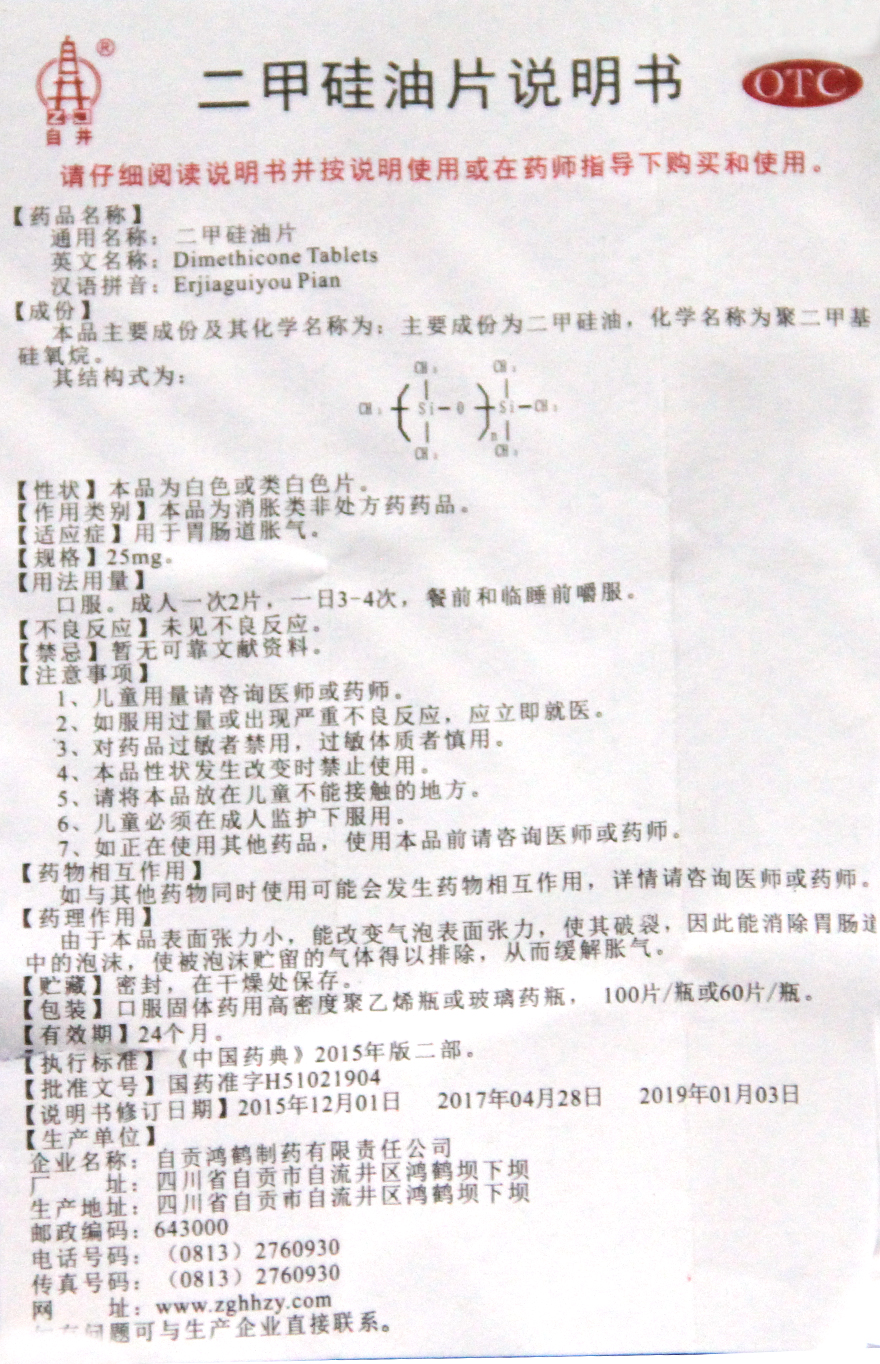 ®
自井
二甲硅油片说明书
OTC
请仔细阅读说明书并按说明使用或在药师指导下购买和使用。
【药品名称】
通用名称：二甲硅油片
英文名称：Dimethicone Tablets
汉语拼音：Erjiaguiyou Pian
【成份】
本品主要成份及其化学名称为：主要成份为二甲硅油，化学名称为聚二甲基
硅氧烷。
其结构式为：
CH₃ CH₃
CH₃ Si O Si CH₃
n
CH₃ CH₃
【性状】本品为白色或类白色片。
【作用类别】本品为消胀类非处方药药品。
【适应症】用于胃肠道胀气。
【规格】25mg。
【用法用量】
口服。成人一次2片，一日3-4次，餐前和临睡前嚼服。
【不良反应】未见不良反应。
【禁忌】暂无可靠文献资料。
【注意事项】
1、儿童用量请咨询医师或药师。
2、如服用过量或出现严重不良反应，应立即就医。
3、对药品过敏者禁用，过敏体质者慎用。
4、本品性状发生改变时禁止使用。
5、请将本品放在儿童不能接触的地方。
6、儿童必须在成人监护下服用。
7、如正在使用其他药品，使用本品前请咨询医师或药师。
【药物相互作用】
如与其他药物同时使用可能会发生药物相互作用，详情请咨询医师或药师。
【药理作用】
由于本品表面张力小，能改变气泡表面张力，使其破裂，因此能消除胃肠道
中的泡沫，使被泡沫贮留的气体得以排除，从而缓解胀气。
【贮藏】密封，在干燥处保存。
【包装】口服固体药用高密度聚乙烯瓶或玻璃药瓶， 100片/瓶或60片/瓶。
【有效期】24个月。
【执行标准】《中国药典》2015年版二部。
【批准文号】国药准字H51021904
【说明书修订日期】2015年12月01日 2017年04月28日 2019年01月03日
【生产单位】
企业名称：自贡鸿鹤制药有限责任公司
厂 址：四川省自贡市自流井区鸿鹤坝下坝
生产地址：四川省自贡市自流井区鸿鹤坝下坝
邮政编码：643000
电话号码：（0813）2760930
传真号码：（0813）2760930
网 址：www.zghhzy.com
问题可与生产企业直接联系。